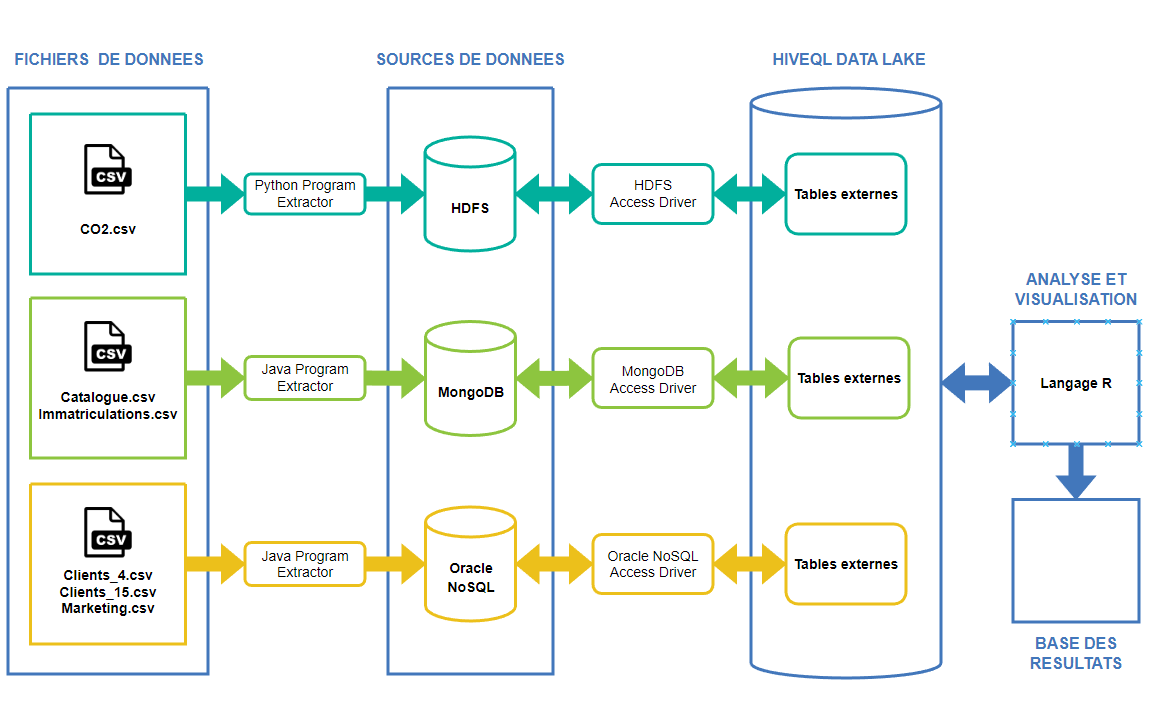 FICHIERS DE DONNEES
SOURCES DE DONNEES
HIVEQL DATA LAKE
CSV
CO2.csv
Python Program
Extractor
HDFS
HDFS
Access Driver
Tables externes
CSV
Catalogue.csv
Immatriculations.csv
Java Program
Extractor
MongoDB
MongoDB
Access Driver
Tables externes
CSV
Clients_4.csv
Clients_15.csv
Marketing.csv
Java Program
Extractor
Oracle
NoSQL
Oracle NoSQL
Access Driver
Tables externes
ANALYSE ET
VISUALISATION
Langage R
BASE DES
RESULTATS